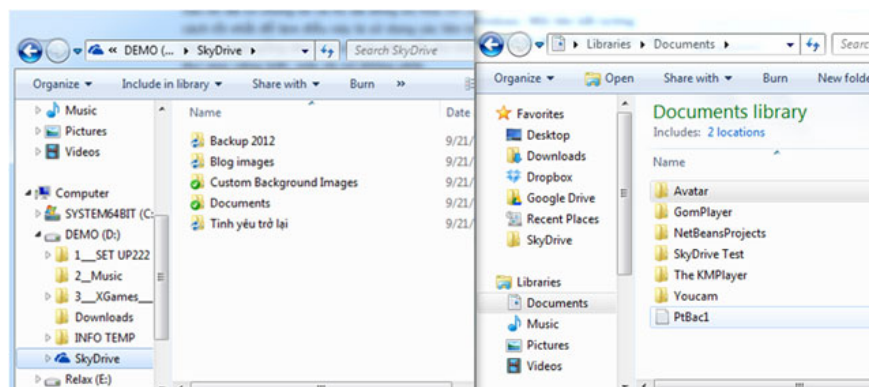 DEMO (... SkyDrive Search SkyDrive
Organize Include in library Share with Burn »
Music
Pictures
Videos
Computer
SYSTEM64BIT (C:
DEMO (D:)
1__SET UP222
2_Music
3__XGames__
Downloads
INFO TEMP
SkyDrive
Relax (E:)
Name Date
Backup 2012 9/21/
Blog images 9/21/
Custom Background Images 9/21/
Documents 9/21/
Tình yêu trở lại 9/21/
Libraries Documents Searc
Organize Open Share with Burn New folde
Favorites
Desktop
Downloads
Dropbox
Google Drive
Recent Places
SkyDrive
Libraries
Documents
Music
Pictures
Videos
Documents library
Includes: 2 locations
Name
Avatar
GomPlayer
NetBeansProjects
SkyDrive Test
The KMPlayer
Youcam
PtBac1